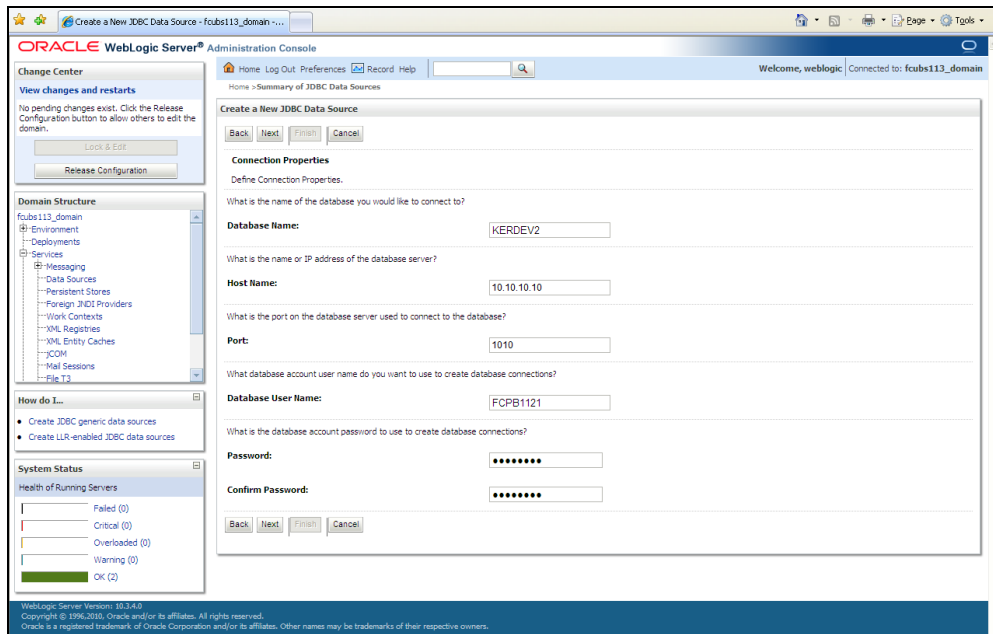 Create a New JDBC Data Source - fcubs113_domain -...
Page
Tools
ORACLE WebLogic Server® Administration Console
Change Center
View changes and restarts
No pending changes exist. Click the Release
Configuration button to allow others to edit the
domain.
Lock & Edit
Release Configuration
Domain Structure
fcubs113_domain
Environment
Deployments
Services
Messaging
Data Sources
Persistent Stores
Foreign JNDI Providers
Work Contexts
XML Registries
XML Entity Caches
jCOM
Mail Sessions
File T3
How do I...
Create JDBC generic data sources
Create LLR-enabled JDBC data sources
System Status
Health of Running Servers
Failed (0)
Critical (0)
Overloaded (0)
Warning (0)
OK (2)
Home Log Out Preferences Record Help
Welcome, weblogic Connected to: fcubs113_domain
Home >Summary of JDBC Data Sources
Create a New JDBC Data Source
Back Next Finish Cancel
Connection Properties
Define Connection Properties.
What is the name of the database you would like to connect to?
Database Name: KERDEV2
What is the name or IP address of the database server?
Host Name: 10.10.10.10
What is the port on the database server used to connect to the database?
Port: 1010
What database account user name do you want to use to create database connections?
Database User Name: FCPB1121
What is the database account password to use to create database connections?
Password: ●●●●●●●●
Confirm Password: ●●●●●●●●
Back Next Finish Cancel
WebLogic Server Version: 10.3.4.0
Copyright © 1996,2010, Oracle and/or its affiliates. All rights reserved.
Oracle is a registered trademark of Oracle Corporation and/or its affiliates. Other names may be trademarks of their respective owners.